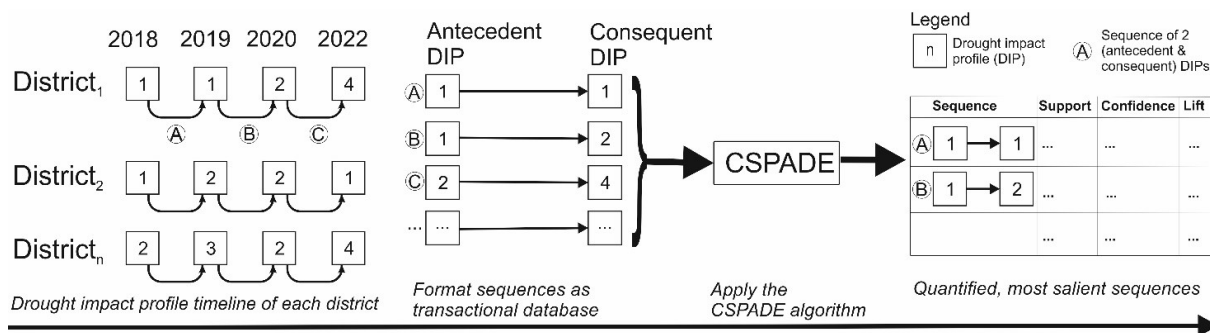 2018 2019 2020 2022
District1 1 1 2 4
A B C
District2 1 2 2 1
Districtn 2 3 2 4
Drought impact profile timeline of each district
Antecedent Consequent
DIP DIP
A 1 1
B 1 2
C 2 4
... ... ...
Format sequences as
transactional database
CSPADE
Apply the
CSPADE algorithm
Legend
n Drought impact
profile (DIP)
A Sequence of 2
(antecedent &
consequent) DIPs
Sequence Support Confidence Lift
A 1 1 ... ... ...
B 1 2 ... ... ...
... ... ...
Quantified, most salient sequences